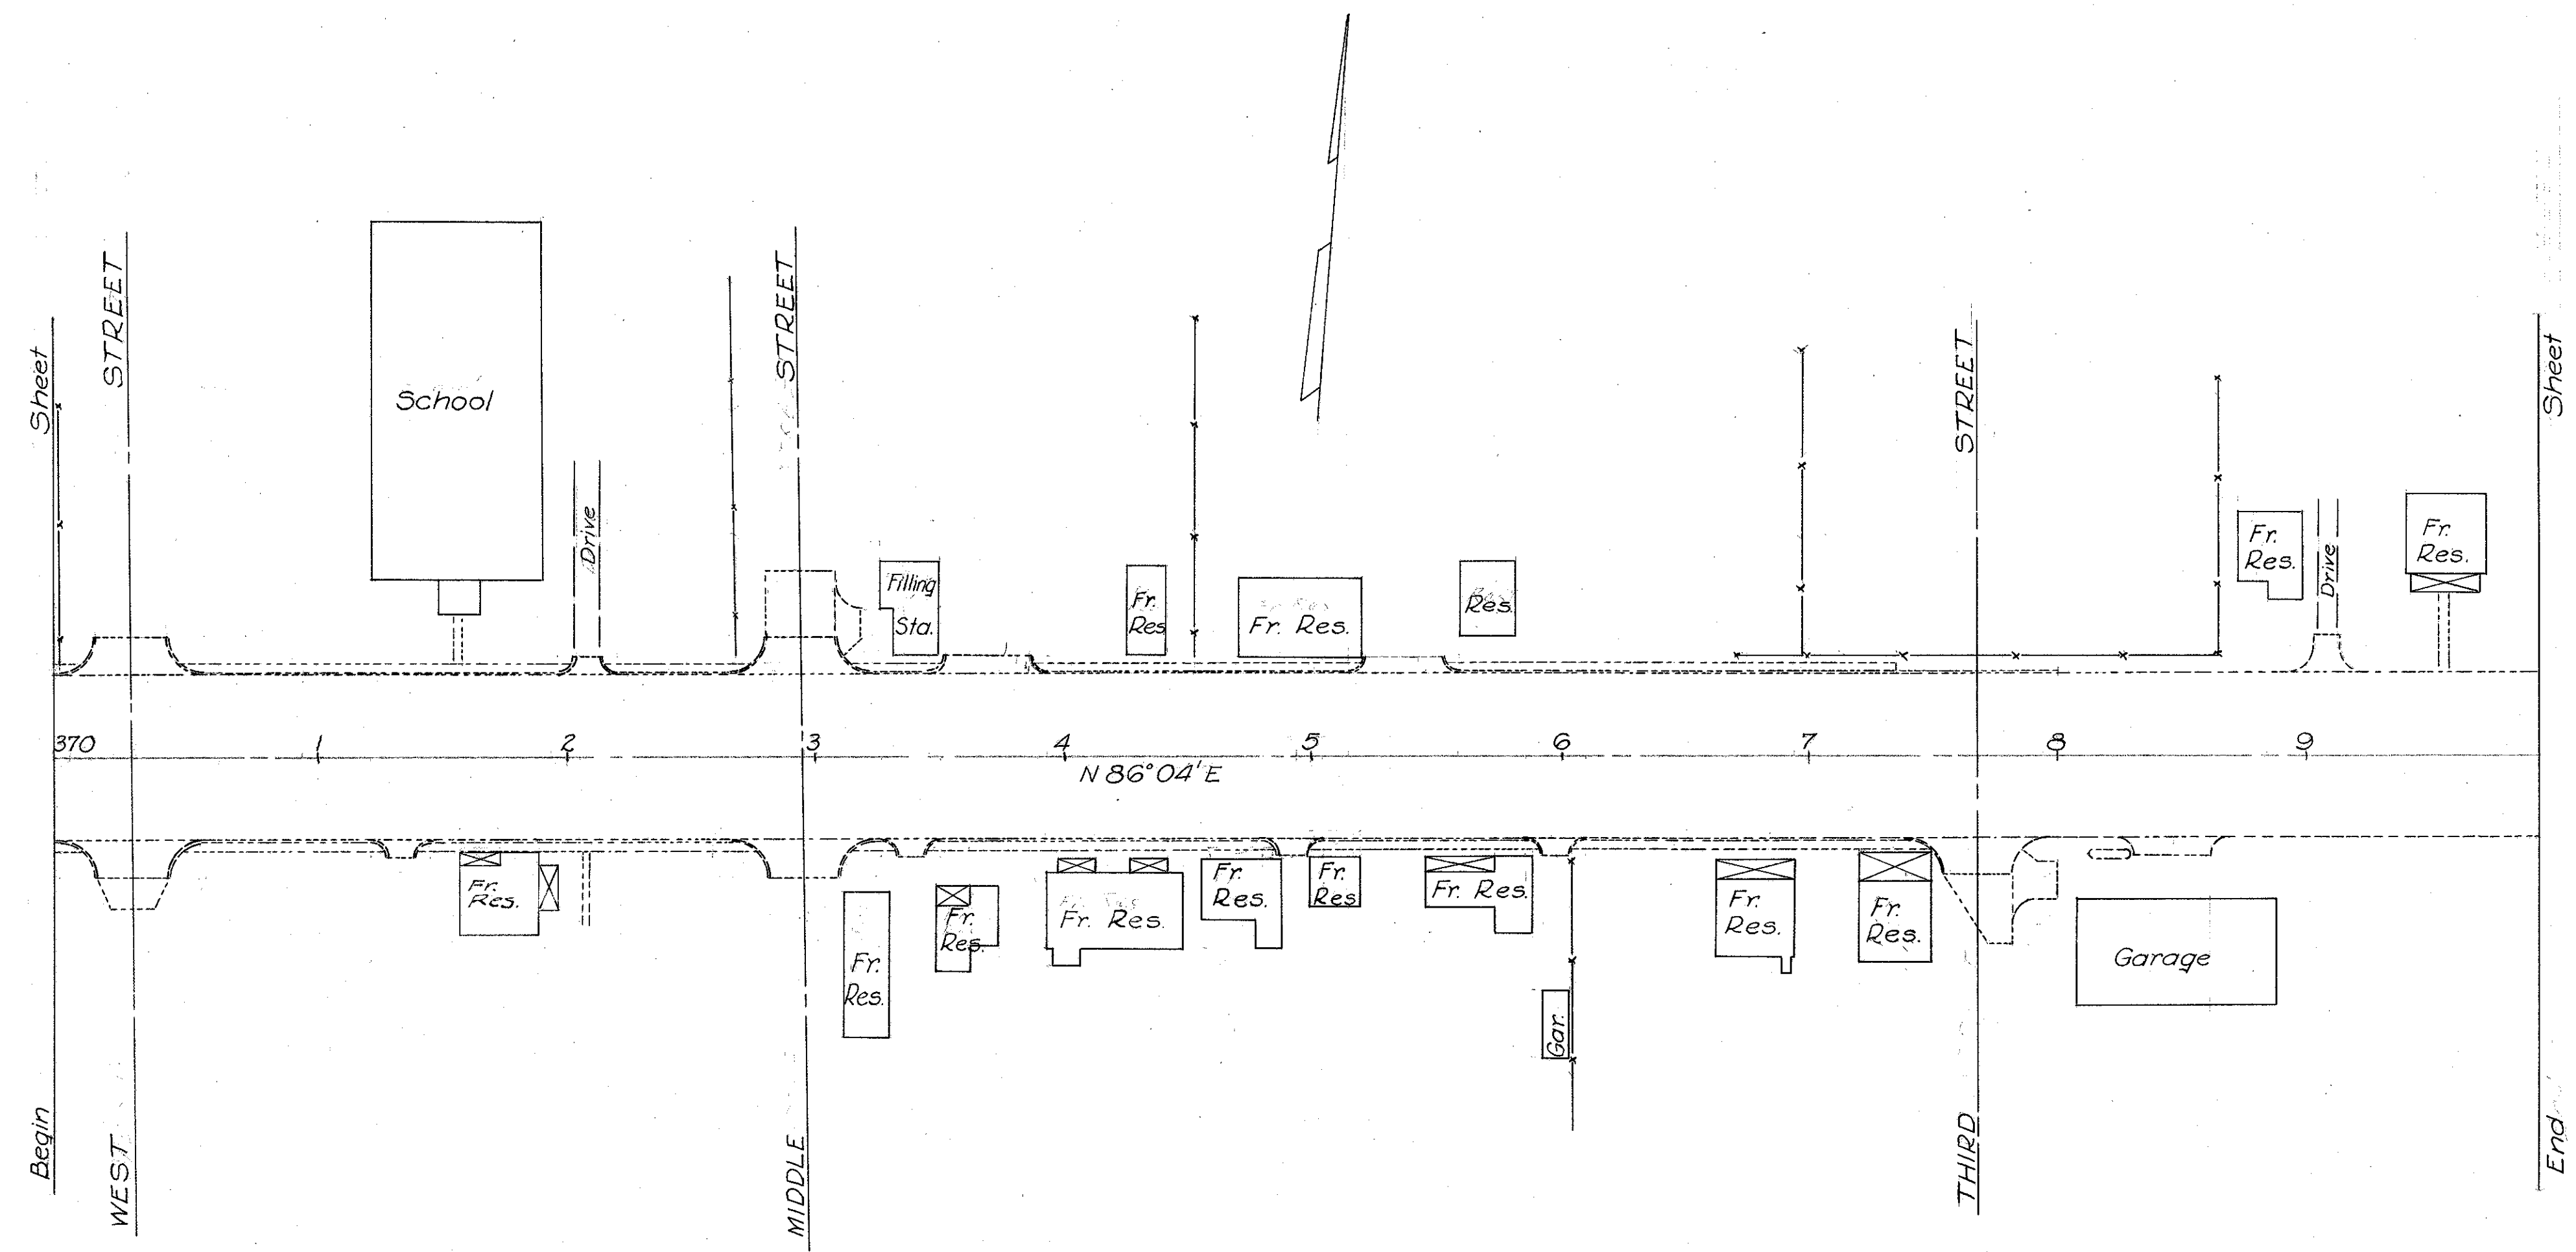 Sheet
STREET
School
Drive
STREET
Filling
Sta.
Fr.
Res
Fr. Res.
Res.
STREET
Fr.
Res.
Drive
Fr.
Res.
Sheet
370 1 2 3 4 5 6 7 8 9
N 86° 04' E
Fr.
Res.
Fr.
Res.
Fr.
Res.
Fr. Res.
Fr.
Res.
Fr.
Res
Fr. Res.
Gar.
Fr.
Res.
Fr.
Res.
Garage
Begin
WEST
MIDDLE
THIRD
End